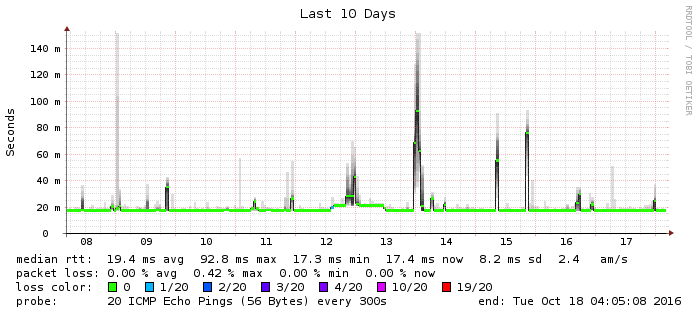 Last 10 Days
RRDTOOL / TOBI OETIKER
Seconds
140 m
120 m
100 m
80 m
60 m
40 m
20 m
0
08 09 10 11 12 13 14 15 16 17
median rtt: 19.4 ms avg 92.8 ms max 17.3 ms min 17.4 ms now 8.2 ms sd 2.4 am/s
packet loss: 0.00 % avg 0.42 % max 0.00 % min 0.00 % now
loss color: 0 1/20 2/20 3/20 4/20 10/20 19/20
probe: 20 ICMP Echo Pings (56 Bytes) every 300s end: Tue Oct 18 04:05:08 2016